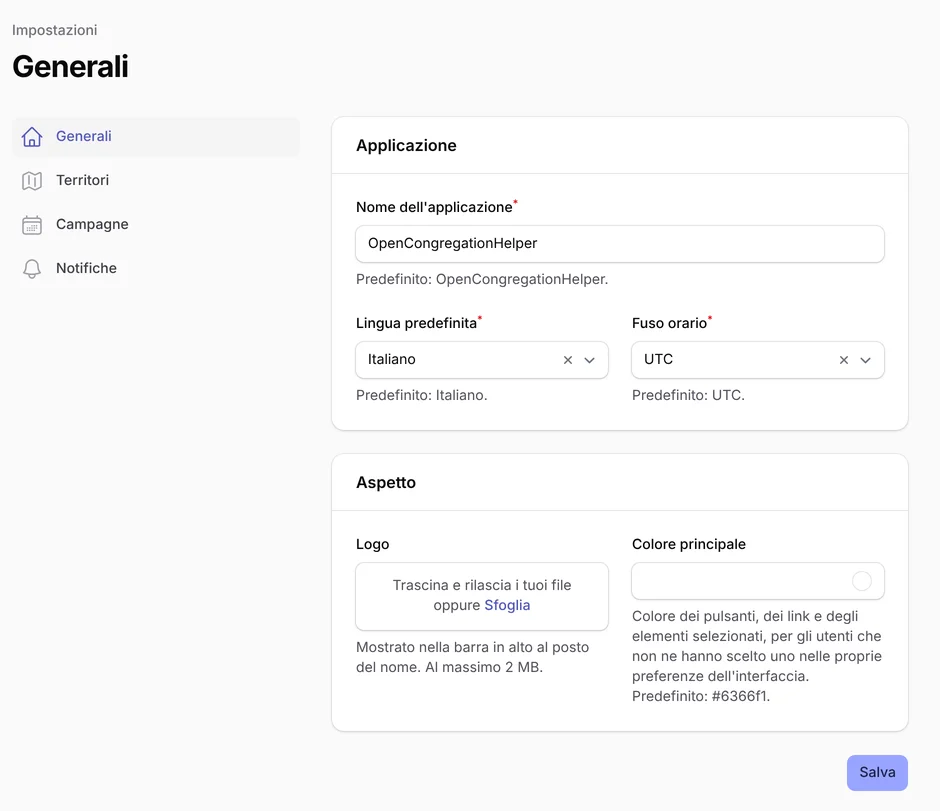 Impostazioni
Generali
Generali
Territori
Campagne
Notifiche
Applicazione
Nome dell'applicazione*
OpenCongregationHelper
Predefinito: OpenCongregationHelper.
Lingua predefinita*
Italiano
Predefinito: Italiano.
Fuso orario*
UTC
Predefinito: UTC.
Aspetto
Logo
Trascina e rilascia i tuoi file
oppure Sfoglia
Mostrato nella barra in alto al posto
del nome. Al massimo 2 MB.
Colore principale
Colore dei pulsanti, dei link e degli
elementi selezionati, per gli utenti che
non ne hanno scelto uno nelle proprie
preferenze dell'interfaccia.
Predefinito: #6366f1.
Salva